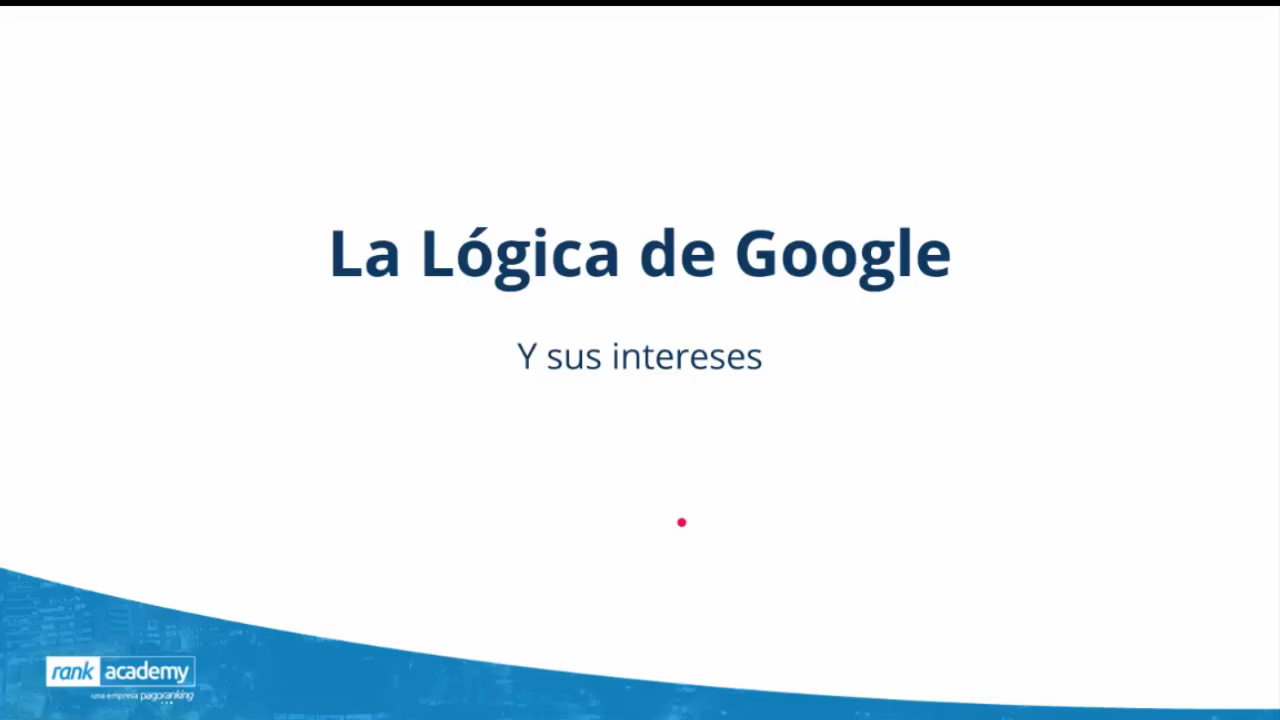 La Lógica de Google
Y sus intereses
rank academy
una empresa pagoranking